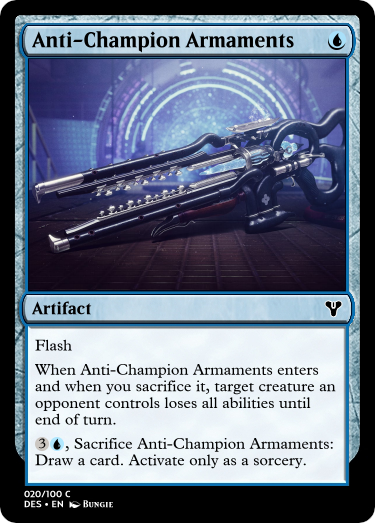 Anti-Champion Armaments
Artifact
Flash
When Anti-Champion Armaments enters
and when you sacrifice it, target creature an
opponent controls loses all abilities until
end of turn.
3, Sacrifice Anti-Champion Armaments:
Draw a card. Activate only as a sorcery.
020/100 C
DES • EN Bungie